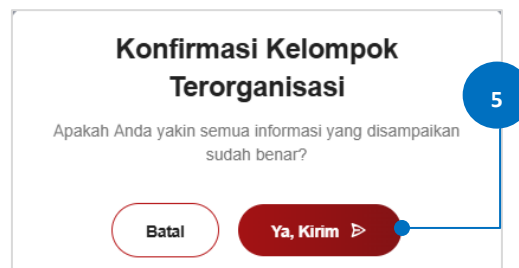 Konfirmasi Kelompok
Terorganisasi
5
Apakah Anda yakin semua informasi yang disampaikan
sudah benar?
Batal
Ya, Kirim